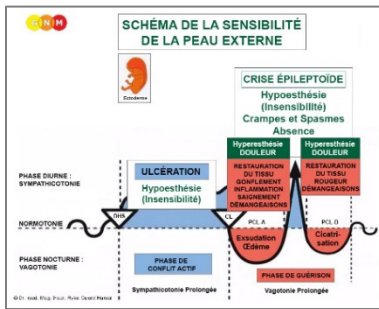 GNM
SCHÉMA DE LA SENSIBILITÉ
DE LA PEAU EXTERNE
Ectoderme
CRISE ÉPILEPTOÏDE
Hypoesthésie
(Insensibilité)
Crampes et Spasmes
Absence
Hyperesthésie
DOULEUR
Hyperesthésie
DOULEUR
PHASE DIURNE :
SYMPATHICOTONIE
ULCÉRATION
Hypoesthésie
(Insensibilité)
RESTAURATION
DU TISSU
GONFLEMENT
INFLAMMATION
SAIGNEMENT
DÉMANGEAISONS
RESTAURATION
DU TISSU
ROUGEUR
DÉMANGEAISONS
NORMOTONIE
DHS
CL
PCL A
PCL B
Exsudation
Œdème
Cicatri-
sation
PHASE NOCTURNE :
VAGOTONIE
PHASE DE
CONFLIT ACTIF
PHASE DE GUÉRISON
Sympathicotonie Prolongée
Vagotonie Prolongée